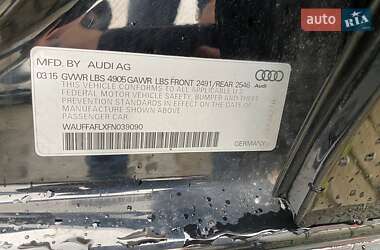 auto.RIA
MFD. BY AUDI AG
03.15 GVWR LBS 4905 GAWR LBS FRONT 2491/REAR 2546
Audi
THIS VEHICLE CONFORMS TO ALL APPLICABLE U.S.
FEDERAL MOTOR VEHICLE SAFETY, BUMPER AND THEFT
PREVENTION STANDARDS IN EFFECT ON THE DATE OF
MANUFACTURE SHOWN ABOVE
PASSENGER CAR
WAUFFAFLXFN039090
GERMANY